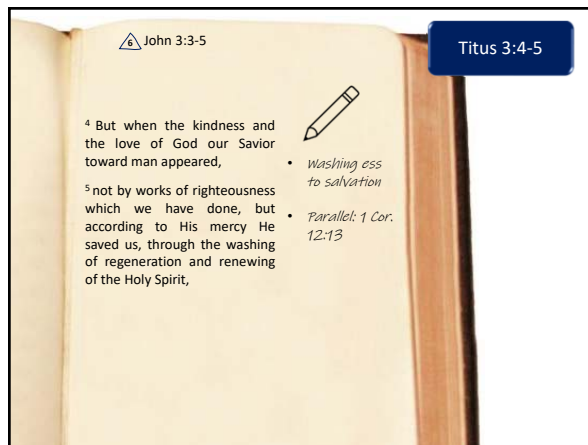 6 John 3:3-5
Titus 3:4-5
4 But when the kindness and
the love of God our Savior
toward man appeared,
5 not by works of righteousness
which we have done, but
according to His mercy He
saved us, through the washing
of regeneration and renewing
of the Holy Spirit,
• Washing ess
to salvation
• Parallel: 1 Cor.
12:13